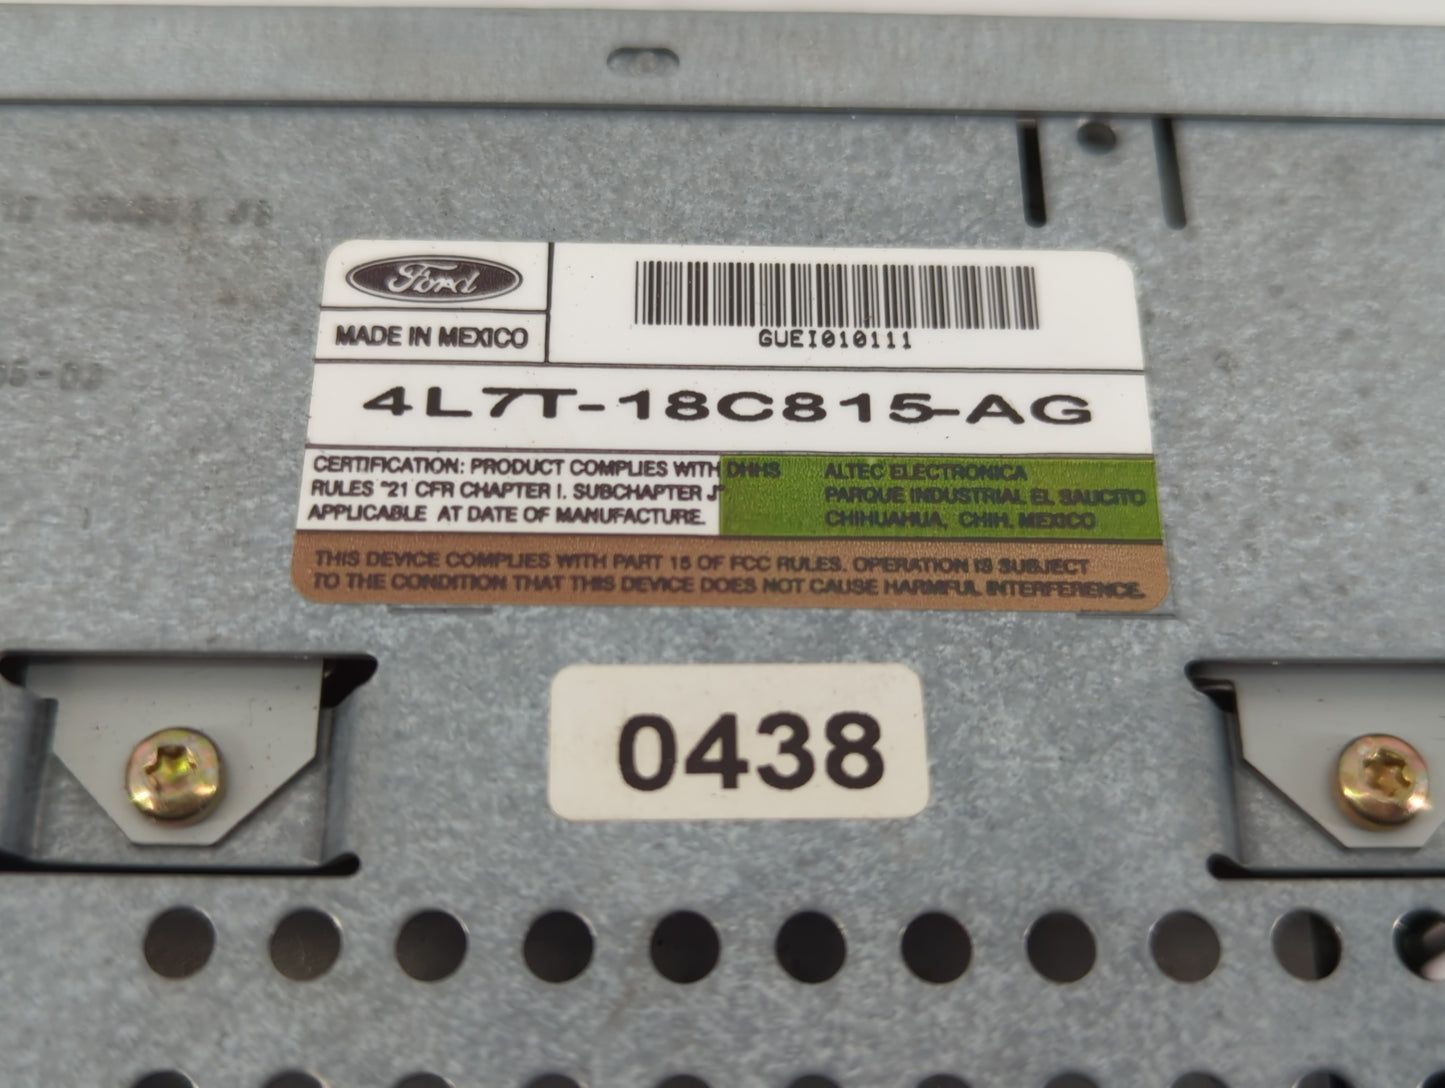 Ford
MADE IN MEXICO
GUEI010111
4L7T-18C815-AG
CERTIFICATION: PRODUCT COMPLIES WITH DHHS
RULES "21 CFR CHAPTER I. SUBCHAPTER J"
APPLICABLE AT DATE OF MANUFACTURE.
ALTEC ELECTRONICA
PARQUE INDUSTRIAL EL SAUCITO
CHIHUAHUA, CHIH. MEXICO
THIS DEVICE COMPLIES WITH PART 15 OF FCC RULES. OPERATION IS SUBJECT
TO THE CONDITION THAT THIS DEVICE DOES NOT CAUSE HARMFUL INTERFERENCE.
0438